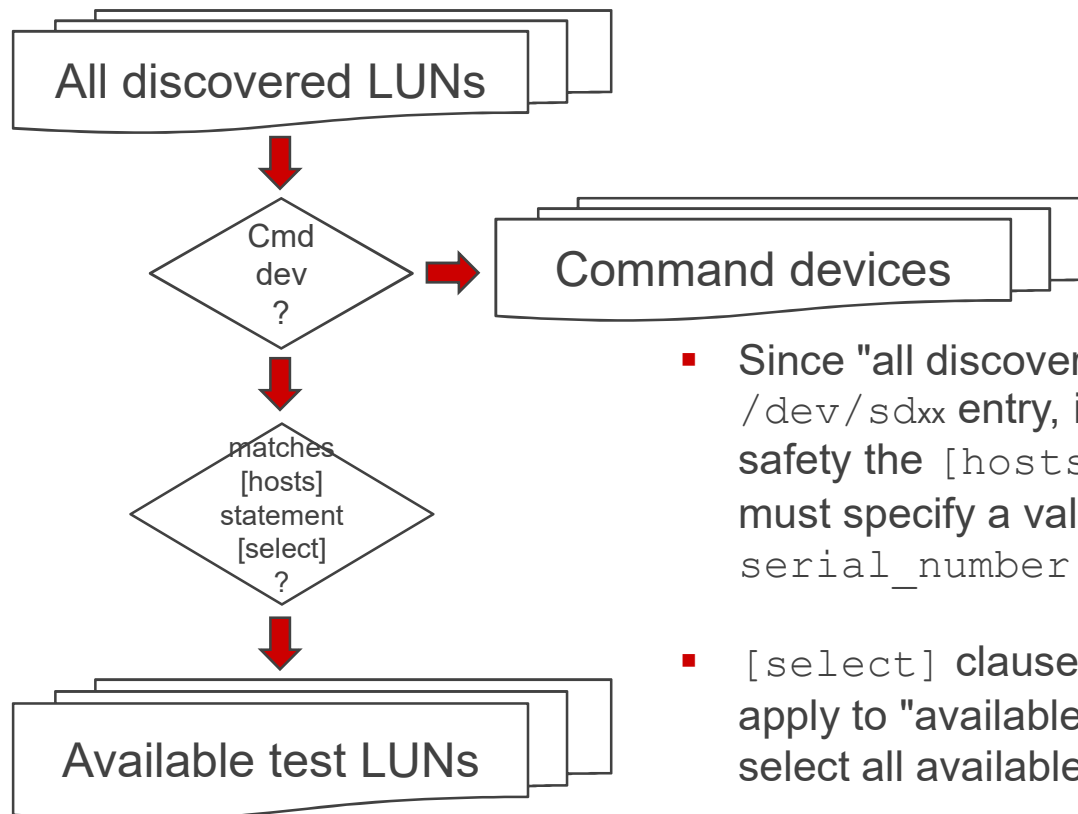 All discovered LUNs
Cmd
dev
?
Command devices
matches
[hosts]
statement
[select]
?
Available test LUNs
Since "all discover
/dev/sdxx entry, i
safety the [hosts
must specify a val
serial_number
[select] clause
apply to "available
select all available